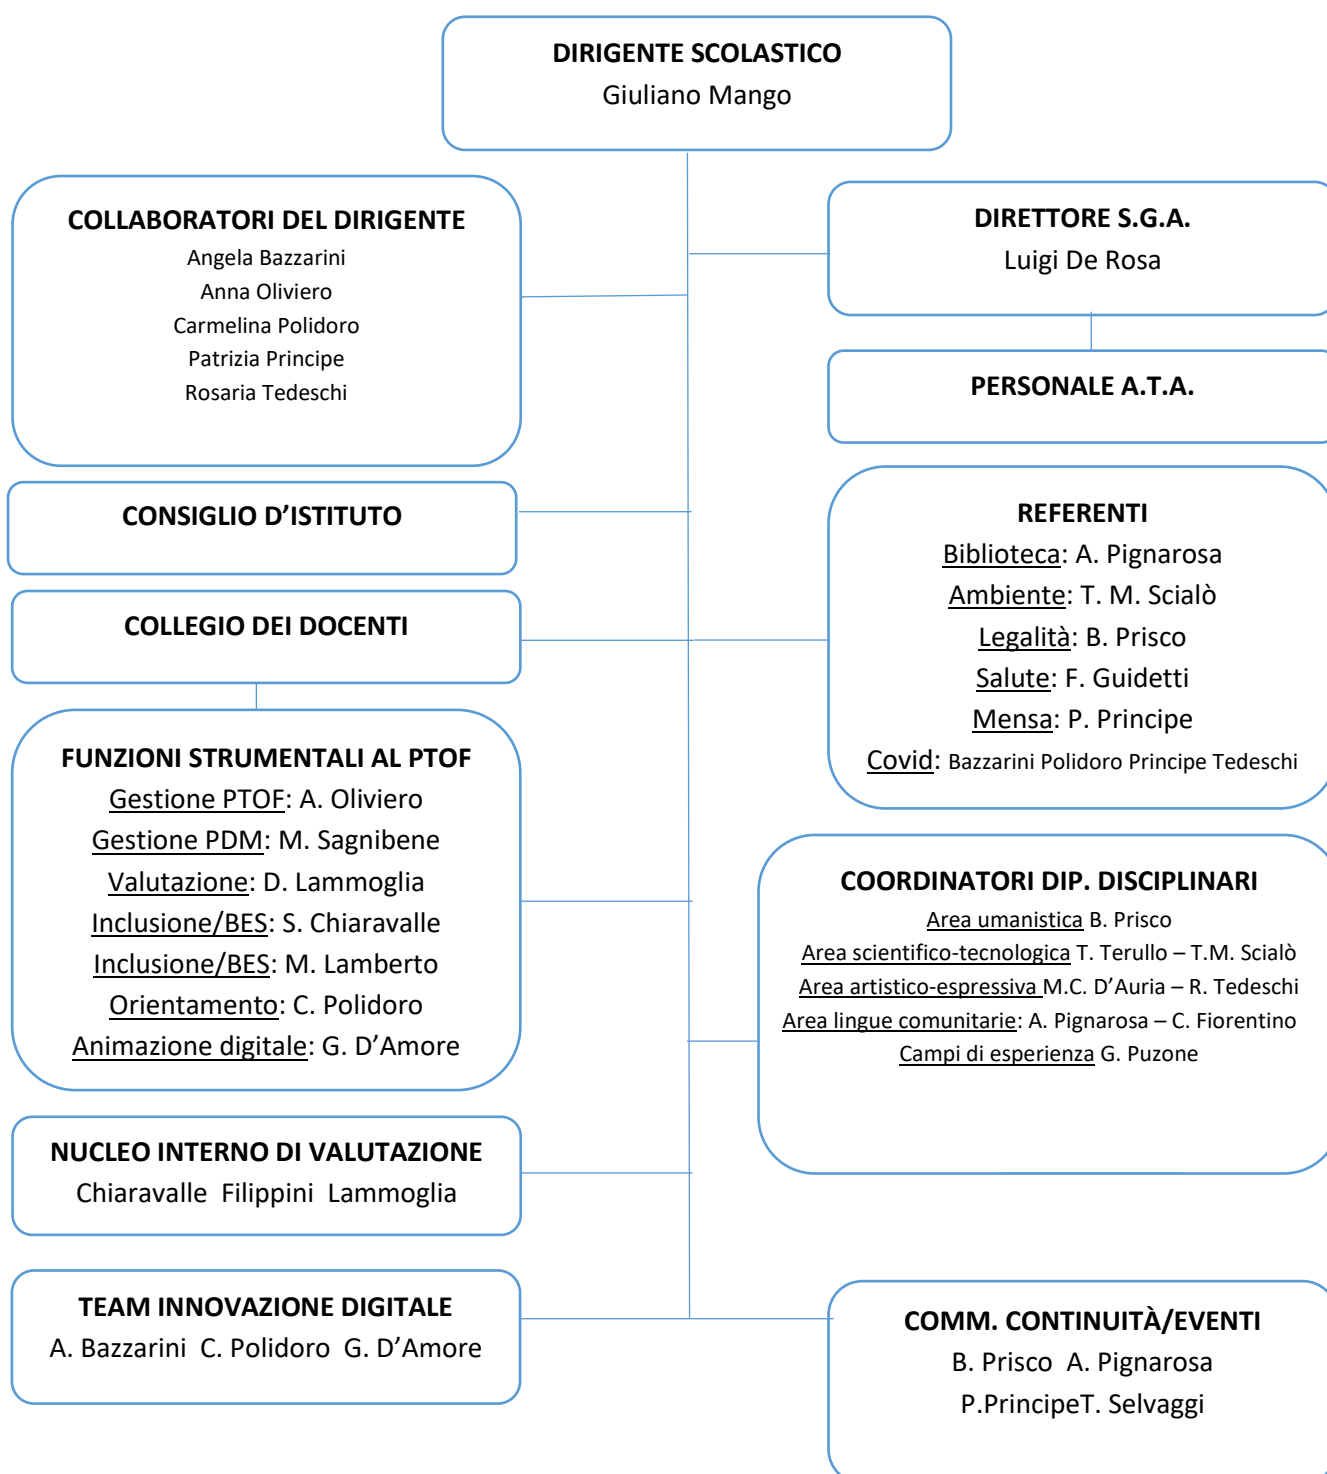 DIRIGENTE SCOLASTICO
Giuliano Mango
COLLABORATORI DEL DIRIGENTE
Angela Bazzarini
Anna Oliviero
Carmelina Polidoro
Patrizia Principe
Rosaria Tedeschi
DIRETTORE S.G.A.
Luigi De Rosa
PERSONALE A.T.A.
CONSIGLIO D’ISTITUTO
COLLEGIO DEI DOCENTI
REFERENTI
Biblioteca: A. Pignarosa
Ambiente: T. M. Scialò
Legalità: B. Prisco
Salute: F. Guidetti
Mensa: P. Principe
Covid: Bazzarini Polidoro Principe Tedeschi
FUNZIONI STRUMENTALI AL PTOF
Gestione PTOF: A. Oliviero
Gestione PDM: M. Sagnibene
Valutazione: D. Lammoglia
Inclusione/BES: S. Chiaravalle
Inclusione/BES: M. Lamberto
Orientamento: C. Polidoro
Animazione digitale: G. D’Amore
COORDINATORI DIP. DISCIPLINARI
Area umanistica B. Prisco
Area scientifico-tecnologica T. Terullo – T.M. Scialò
Area artistico-espressiva M.C. D’Auria – R. Tedeschi
Area lingue comunitarie: A. Pignarosa – C. Fiorentino
Campi di esperienza G. Puzone
NUCLEO INTERNO DI VALUTAZIONE
Chiaravalle Filippini Lammoglia
TEAM INNOVAZIONE DIGITALE
A. Bazzarini C. Polidoro G. D’Amore
COMM. CONTINUITÀ/EVENTI
B. Prisco A. Pignarosa
P.PrincipeT. Selvaggi